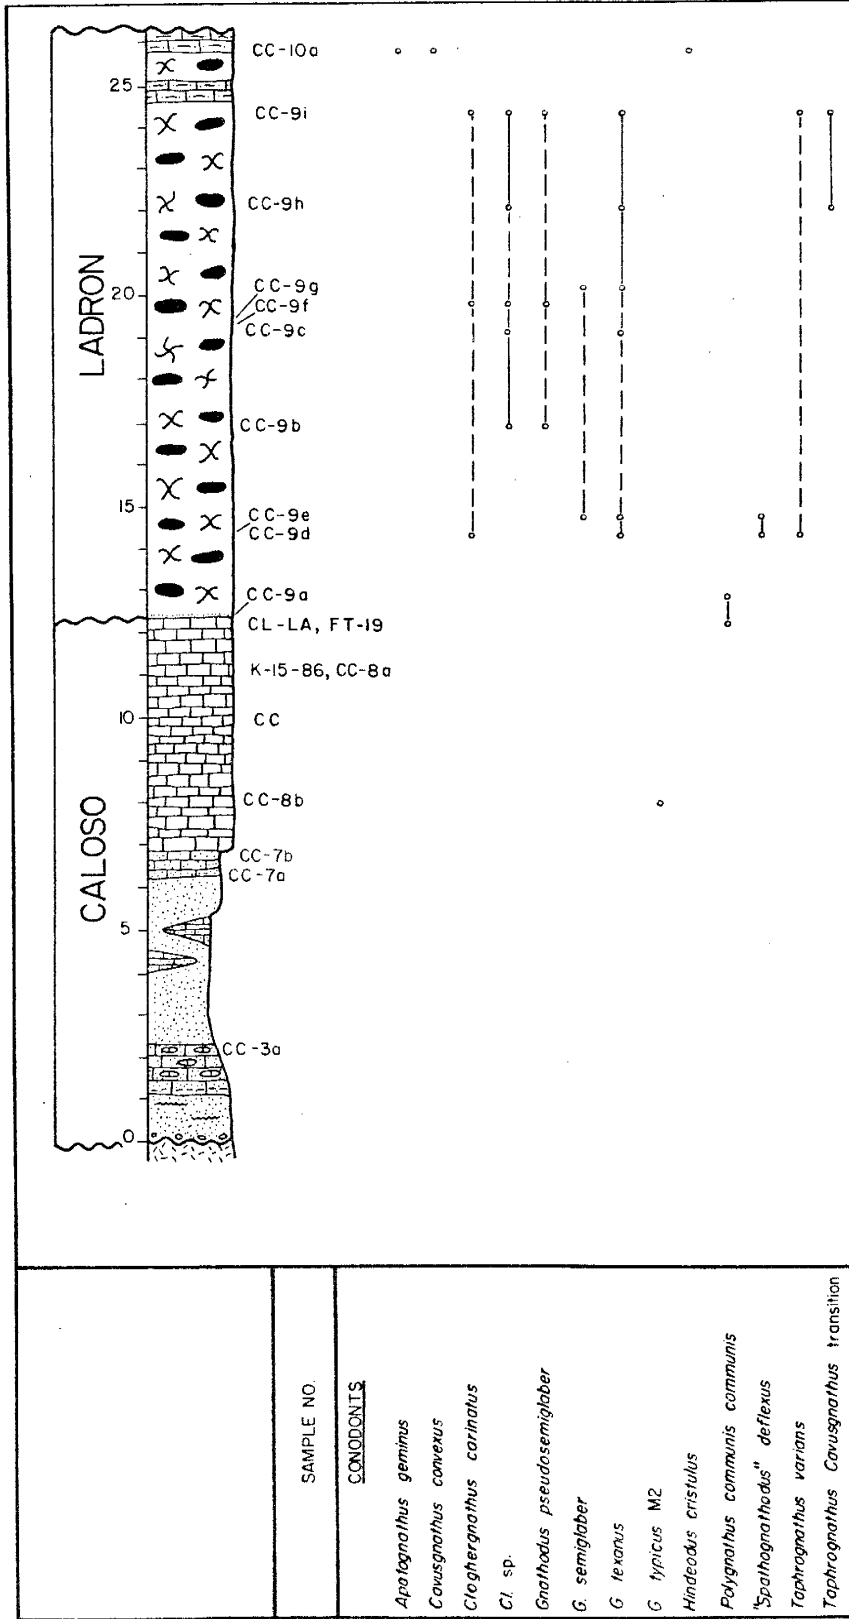 CC-10a
25
CC-9i
CC-9h
LADRON
CC-9g
20
CC-9f
CC-9c
CC-9b
15
CC-9e
CC-9d
CC-9a
CL-LA, FT-19
K-15-86, CC-8a
10
CC
CC-8b
CALOSO
CC-7b
CC-7a
5
CC-3a
0
SAMPLE NO.
CONODONTS
Apatognathus geminus
Cavusgnathus convexus
Cloghergnathus carinatus
Cl. sp.
Gnathodus pseudosemiglaber
G. semiglaber
G texanus
G typicus M2
Hindeodus cristulus
Polygnathus communis communis
"Spathognathodus" deflexus
Taphrognathus varians
Taphrognathus Cavusgnathus transition